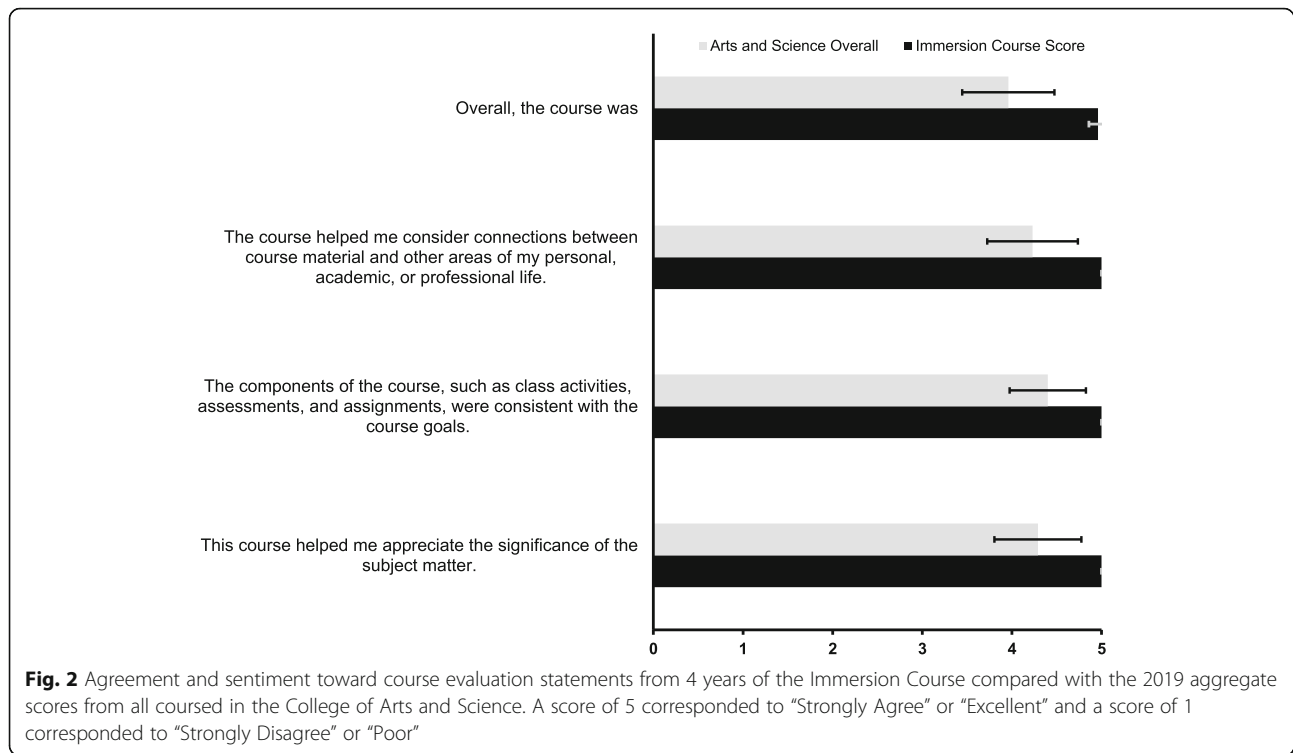 Arts and Science Overall Immersion Course Score
Overall, the course was
The course helped me consider connections between
course material and other areas of my personal,
academic, or professional life.
The components of the course, such as class activities,
assessments, and assignments, were consistent with the
course goals.
This course helped me appreciate the significance of the
subject matter.
0 1 2 3 4 5
Fig. 2 Agreement and sentiment toward course evaluation statements from 4 years of the Immersion Course compared with the 2019 aggregate
scores from all coursed in the College of Arts and Science. A score of 5 corresponded to “Strongly Agree” or “Excellent” and a score of 1
corresponded to “Strongly Disagree” or “Poor”